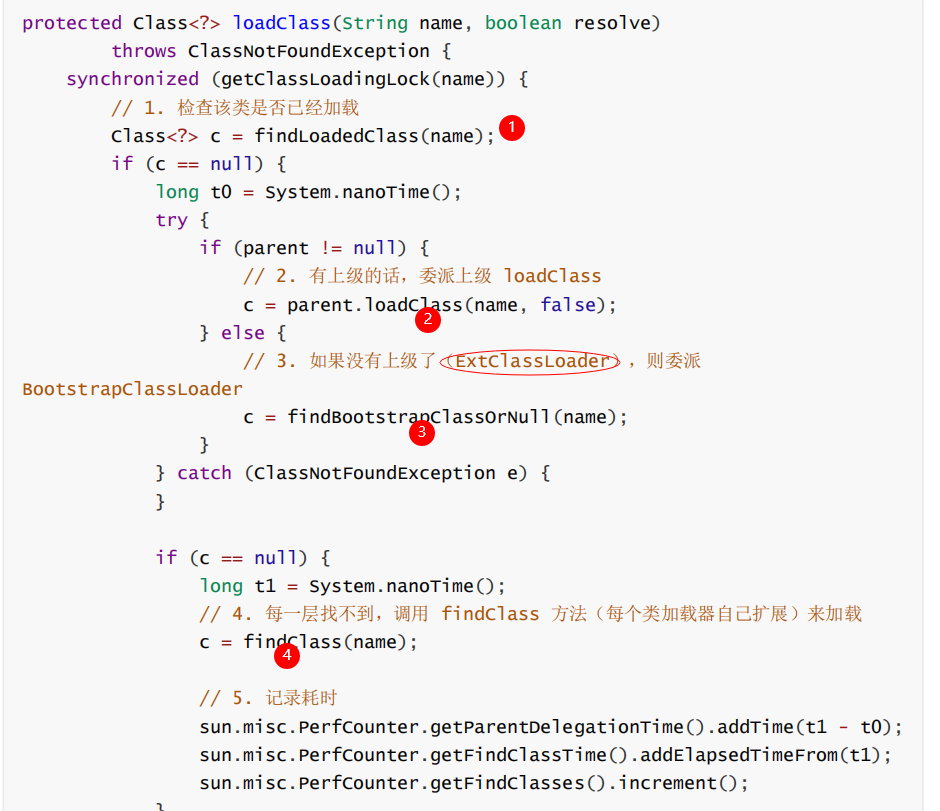 protected Class<?> loadClass(String name, boolean resolve)
        throws ClassNotFoundException {
    synchronized (getClassLoadingLock(name)) {
        // 1. 检查该类是否已经加载
        Class<?> c = findLoadedClass(name); 1
        if (c == null) {
            long t0 = System.nanoTime();
            try {
                if (parent != null) {
                    // 2. 有上级的话，委派上级 loadClass
                    c = parent.loadClass(name, false);
2
                } else {
                    // 3. 如果没有上级了（ExtClassLoader），则委派
BootstrapClassLoader
                    c = findBootstrapClassOrNull(name);
3
                }
            } catch (ClassNotFoundException e) {
            }

            if (c == null) {
                long t1 = System.nanoTime();
                // 4. 每一层找不到，调用 findClass 方法（每个类加载器自己扩展）来加载
                c = findClass(name);
4
                // 5. 记录耗时
                sun.misc.PerfCounter.getParentDelegationTime().addTime(t1 - t0);
                sun.misc.PerfCounter.getFindClassTime().addElapsedTimeFrom(t1);
                sun.misc.PerfCounter.getFindClasses().increment();
            }